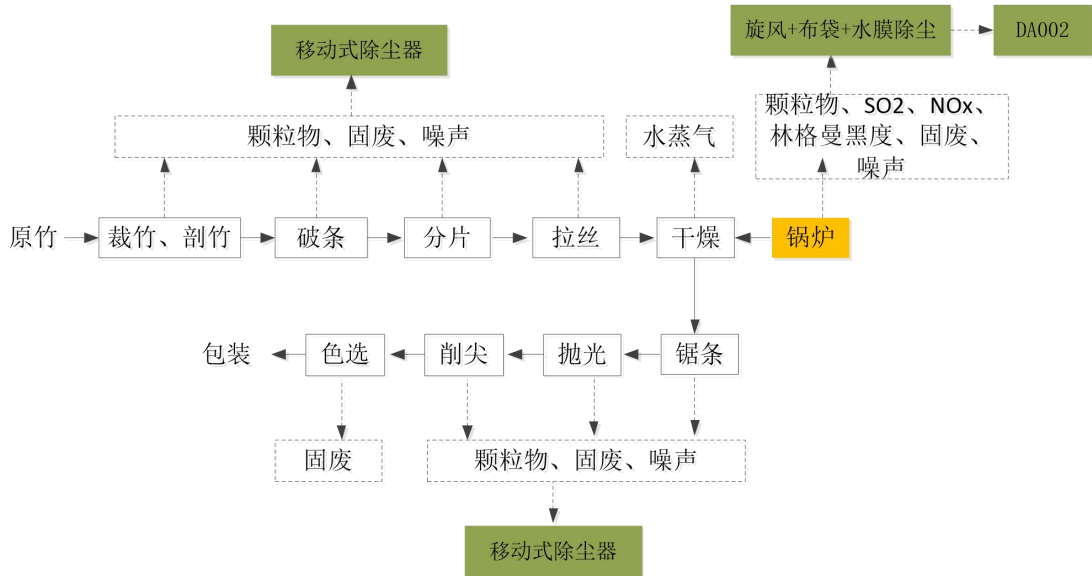 移动式除尘器
旋风+布袋+水膜除尘
DA002
颗粒物、固废、噪声
水蒸气
颗粒物、SO2、NOx、
林格曼黑度、固废、
噪声
原竹
裁竹、剖竹
破条
分片
拉丝
干燥
锅炉
包装
色选
削尖
抛光
锯条
固废
颗粒物、固废、噪声
移动式除尘器